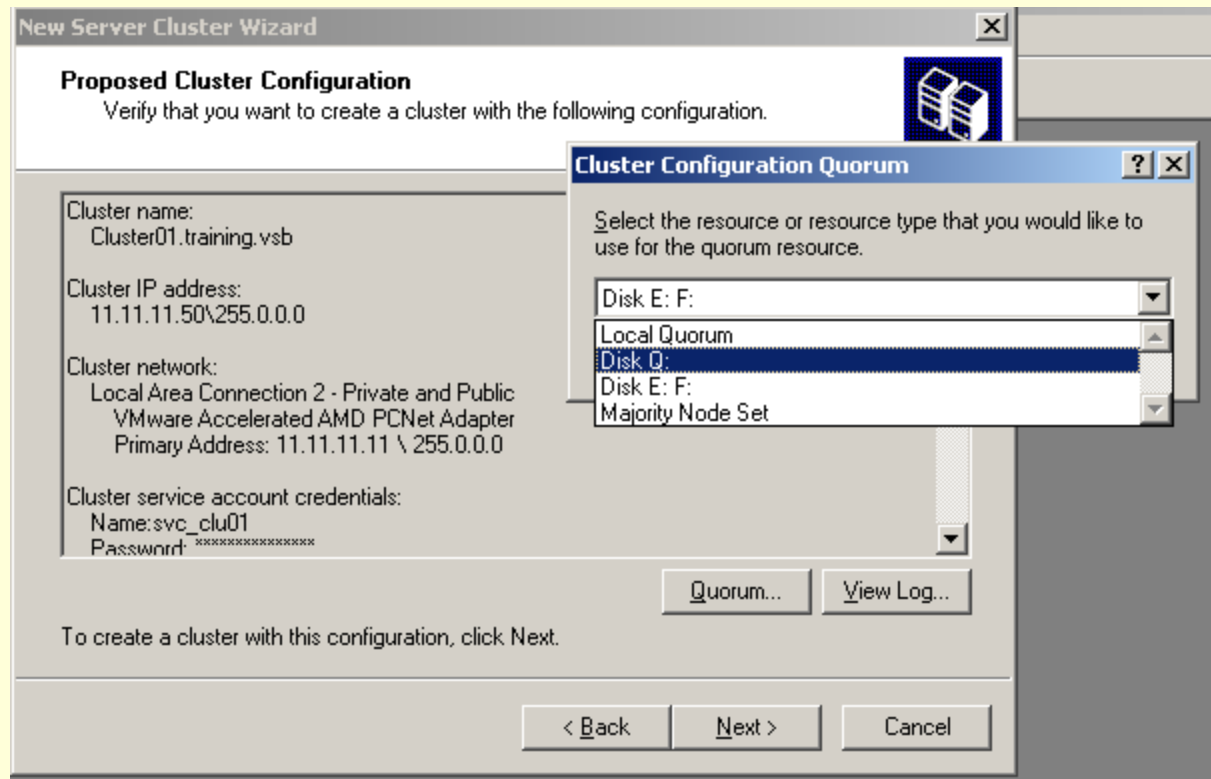 New Server Cluster Wizard
Proposed Cluster Configuration
Verify that you want to create a cluster with the following configuration.
Cluster name:
Cluster01.training.vsb
Cluster IP address:
11.11.11.50\255.0.0.0
Cluster network:
Local Area Connection 2 - Private and Public
VMware Accelerated AMD PCNet Adapter
Primary Address: 11.11.11.11 \ 255.0.0.0
Cluster service account credentials:
Name:svc_clu01
Password: ***************
Cluster Configuration Quorum
Select the resource or resource type that you would like to
use for the quorum resource.
Disk E: F:
Local Quorum
Disk Q:
Disk E: F:
Majority Node Set
Quorum...
View Log...
To create a cluster with this configuration, click Next.
< Back
Next >
Cancel